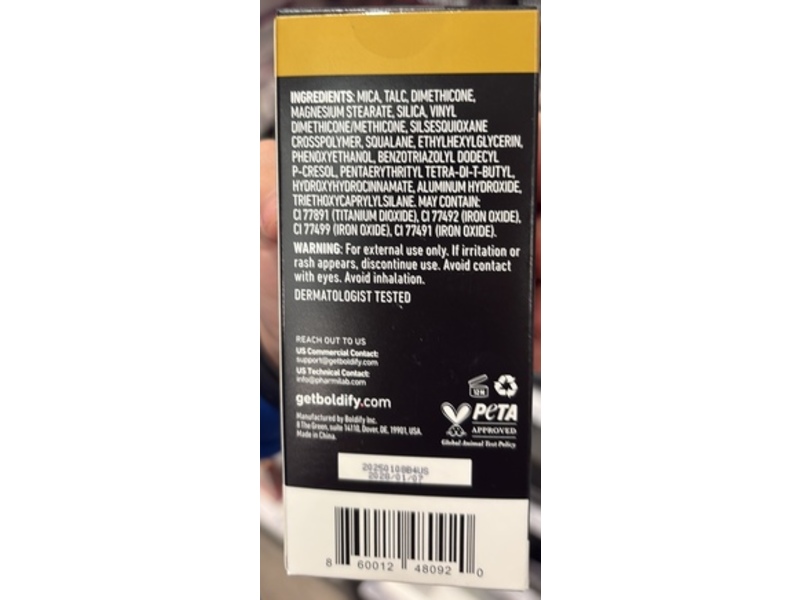 INGREDIENTS: MICA, TALC, DIMETHICONE,
MAGNESIUM STEARATE, SILICA, VINYL
DIMETHICONE/METHICONE, SILSESQUIOXANE
CROSSPOLYMER, SQUALANE, ETHYLHEXYLGLYCERIN,
PHENOXYETHANOL, BENZOTRIAZOLYL DODECYL
P-CRESOL, PENTAERYTHRITYL TETRA-DI-T-BUTYL,
HYDROXYHYDROCINNAMATE, ALUMINUM HYDROXIDE,
TRIETHOXYCAPRYLYLSILANE. MAY CONTAIN:
CI 77891 (TITANIUM DIOXIDE), CI 77492 (IRON OXIDE),
CI 77499 (IRON OXIDE), CI 77491 (IRON OXIDE).
WARNING: For external use only. If irritation or
rash appears, discontinue use. Avoid contact
with eyes. Avoid inhalation.
DERMATOLOGIST TESTED
REACH OUT TO US
US Commercial Contact:
support@getboldify.com
US Technical Contact:
info@pharmilab.com
getboldify.com
Manufactured by Boldify Inc.
8 The Green, suite 14110, Dover, DE, 19901, USA.
Made in China.
12 M
PETA
APPROVED
Global Animal Test Policy
20250108B4US
2028/01/07
8 60012 48092 0